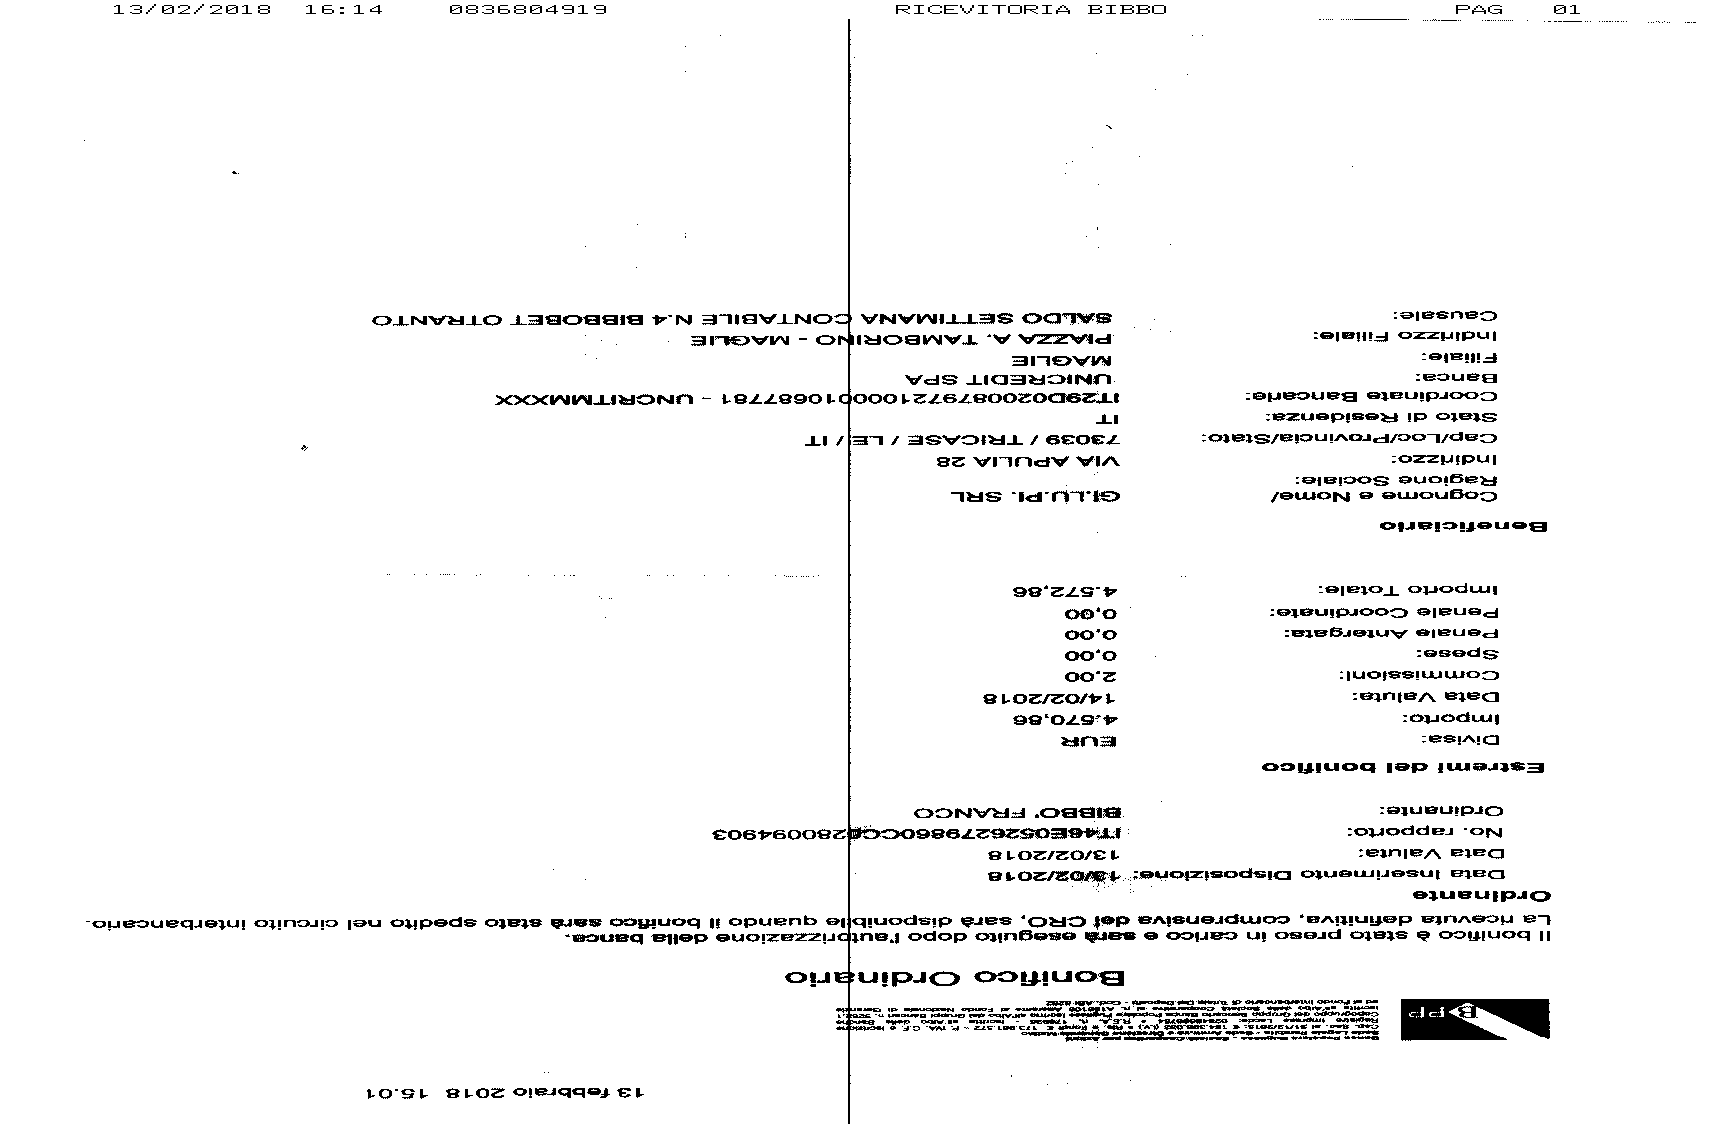 13/02/2018 16:14 0836804919 RICEVITORIA BIBBO PAG 01
13 febbraio 2018 15.01
BPP
Bonifico Ordinario
Il bonifico è stato preso in carico e sarà eseguito dopo l'autorizzazione della banca.
La ricevuta definitiva, comprensiva del CRO, sarà disponibile quando il bonifico sarà stato spedito nel circuito interbancario.
Ordinante
Data Inserimento Disposizione: 13/02/2018
Data Valuta: 13/02/2018
No. rapporto:
Ordinante: BIBBO' FRANCO
Estremi del bonifico
Divisa: EUR
Importo: 4.570,86
Data Valuta: 14/02/2018
Commissioni: 2,00
Spese: 0,00
Penale Antergata: 0,00
Penale Coordinate: 0,00
Importo Totale: 4.572,86
Beneficiario
Cognome e Nome/ GI.LU.PI. SRL
Ragione Sociale:
Indirizzo: VIA APULIA 28
Cap/Loc/Provincia/Stato: 73039 / TRICASE / LE / IT
Stato di Residenza: IT
Coordinate Bancarie: IT29D0200879721000010687781 - UNCRITMMXXX
Banca: UNICREDIT SPA
Filiale: MAGLIE
Indirizzo Filiale: PIAZZA A. TAMBORINO - MAGLIE
Causale: SALDO SETTIMANA CONTABILE N.4 BIBBOBET OTRANTO